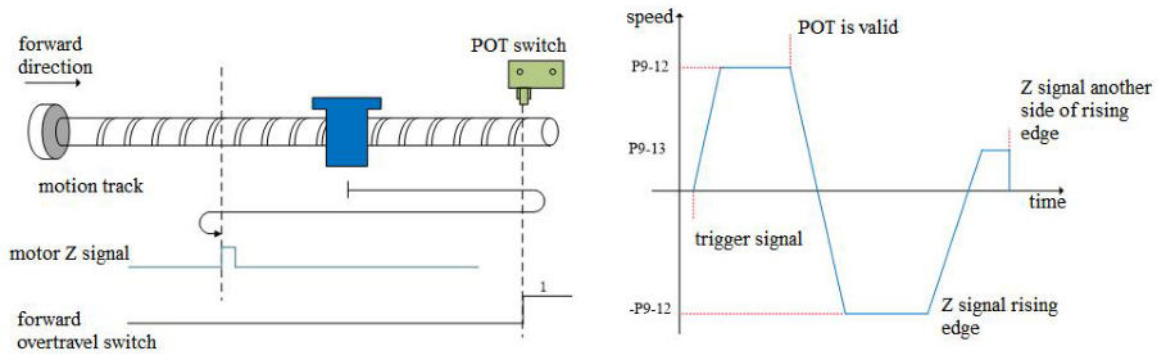 forward
direction
POT switch
motion track
motor Z signal
1
forward
overtravel switch
speed
POT is valid
P9-12
Z signal another
side of rising
edge
P9-13
time
trigger signal
-P9-12
Z signal rising
edge